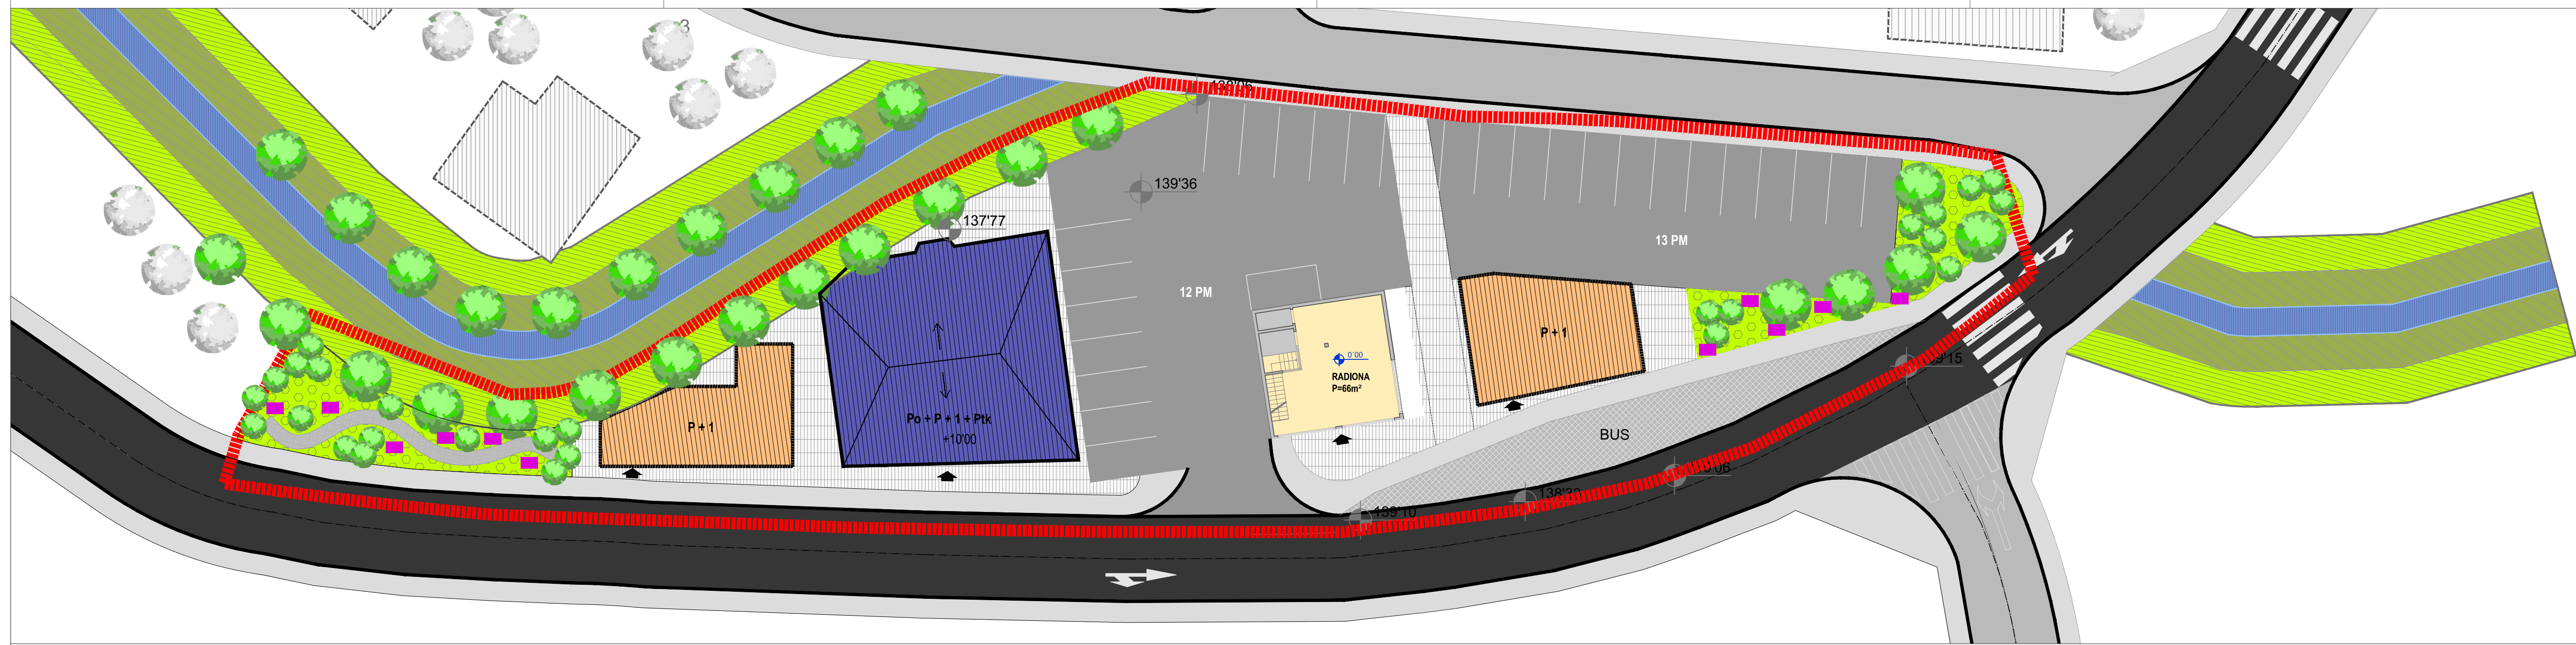 3
139'36
137'77
13 PM
12 PM
P + 1
0´00
RADIONA
P=66m²
Po + P + 1 + Ptk
+10'00
P + 1
BUS
139'10